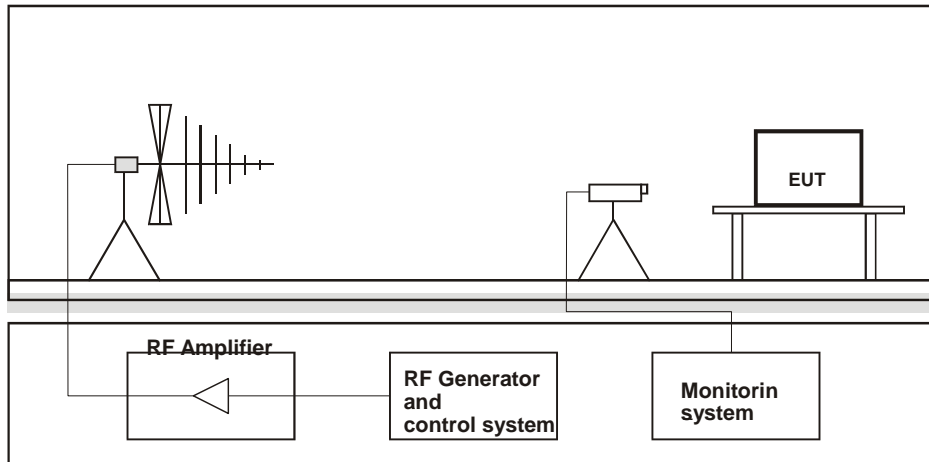 EUT
RF Amplifier
RF Generator
and
control system
Monitorin
system